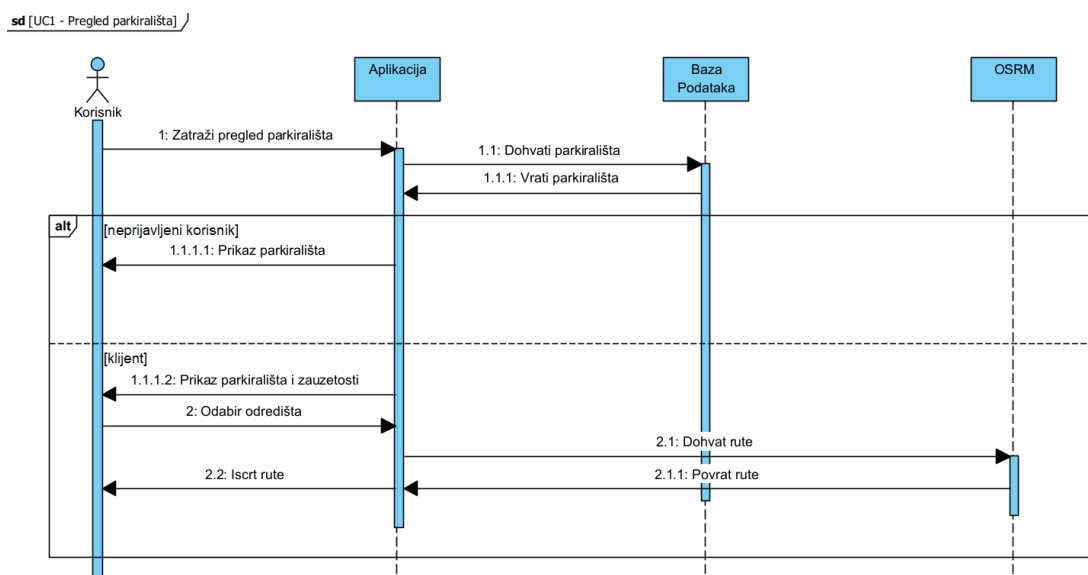 sd [UC1 - Pregled parkirališta]
Korisnik
Aplikacija
Baza
Podataka
OSRM
1: Zatraži pregled parkirališta
1.1: Dohvati parkirališta
1.1.1: Vrati parkirališta
alt
[neprijavljeni korisnik]
1.1.1.1: Prikaz parkirališta
[klijent]
1.1.1.2: Prikaz parkirališta i zauzetosti
2: Odabir odredišta
2.1: Dohvat rute
2.2: Iscrt rute
2.1.1: Povrat rute